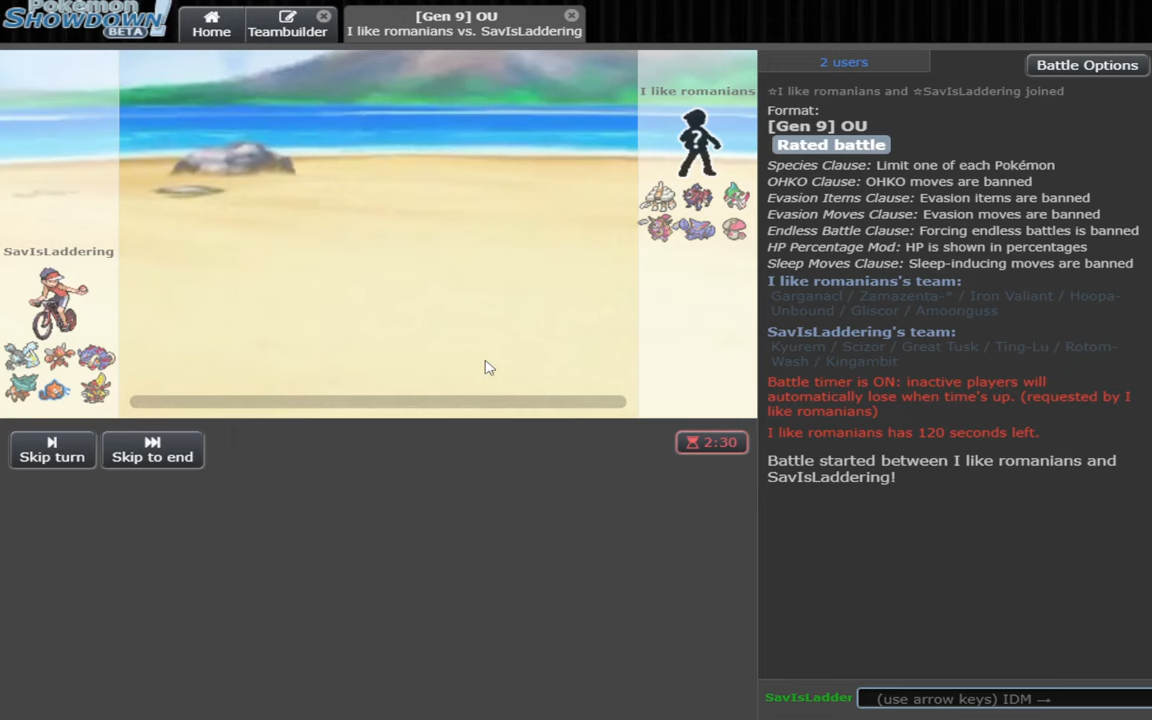 Pokémon
SHOWDOWN!
BETA
Home
Teambuilder
[Gen 9] OU
I like romanians vs. SavIsLaddering
2 users
Battle Options
I like romanians
SavIsLaddering
?
Skip turn
Skip to end
2:30
☆I like romanians and ☆SavIsLaddering joined
Format:
[Gen 9] OU
Rated battle
Species Clause: Limit one of each Pokémon
OHKO Clause: OHKO moves are banned
Evasion Items Clause: Evasion items are banned
Evasion Moves Clause: Evasion moves are banned
Endless Battle Clause: Forcing endless battles is banned
HP Percentage Mod: HP is shown in percentages
Sleep Moves Clause: Sleep-inducing moves are banned
I like romanians's team:
Garganacl / Zamazenta-* / Iron Valiant / Hoopa-
Unbound / Gliscor / Amoonguss
SavIsLaddering's team:
Kyurem / Scizor / Great Tusk / Ting-Lu / Rotom-
Wash / Kingambit
Battle timer is ON: inactive players will
automatically lose when time's up. (requested by I
like romanians)
I like romanians has 120 seconds left.
Battle started between I like romanians and
SavIsLaddering!
SavIsLadder
(use arrow keys) IDM →